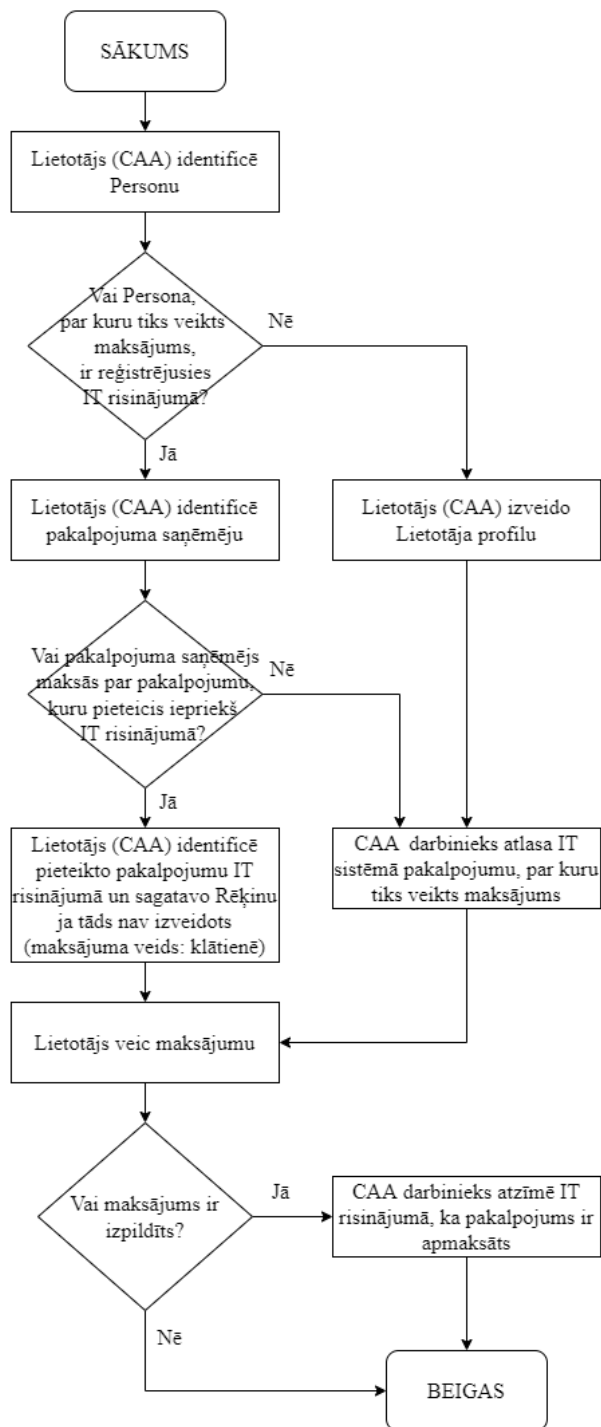 SĀKUMS
Lietotājs (CAA) identificē
Personu
Vai Persona,
par kuru tiks veikts
maksājums,
ir reģistrējusies
IT risinājumā?
Nē
Jā
Lietotājs (CAA) identificē
pakalpojuma saņēmēju
Lietotājs (CAA) izveido
Lietotāja profilu
Vai pakalpojuma saņēmējs
maksās par pakalpojumu,
kuru pieteicis iepriekš
IT risinājumā?
Nē
Jā
Lietotājs (CAA) identificē
pieteikto pakalpojumu IT
risinājumā un sagatavo Rēķinu
ja tāds nav izveidots
(maksājuma veids: klātienē)
CAA darbinieks atlasa IT
sistēmā pakalpojumu, par kuru
tiks veikts maksājums
Lietotājs veic maksājumu
Vai maksājums ir
izpildīts?
Jā
CAA darbinieks atzīmē IT
risinājumā, ka pakalpojums ir
apmaksāts
Nē
BEIGAS